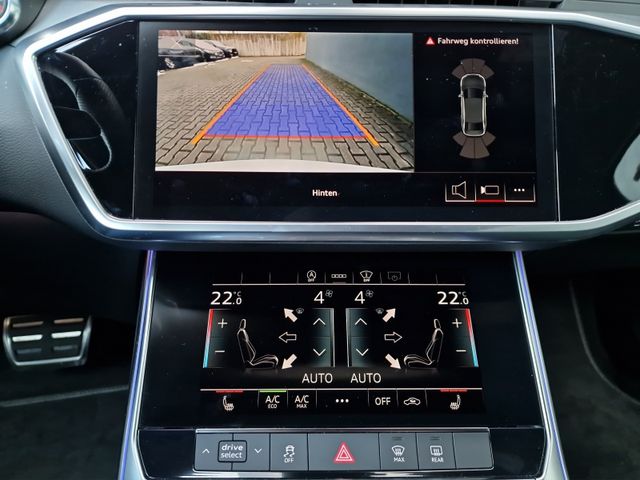 Fahrweg kontrollieren!
Hinten
•••
OFF
22.0°C 4 4 22.0°C
+ +
− −
AUTO AUTO
A/C ECO A/C MAX ••• OFF
drive select OFF MAX REAR